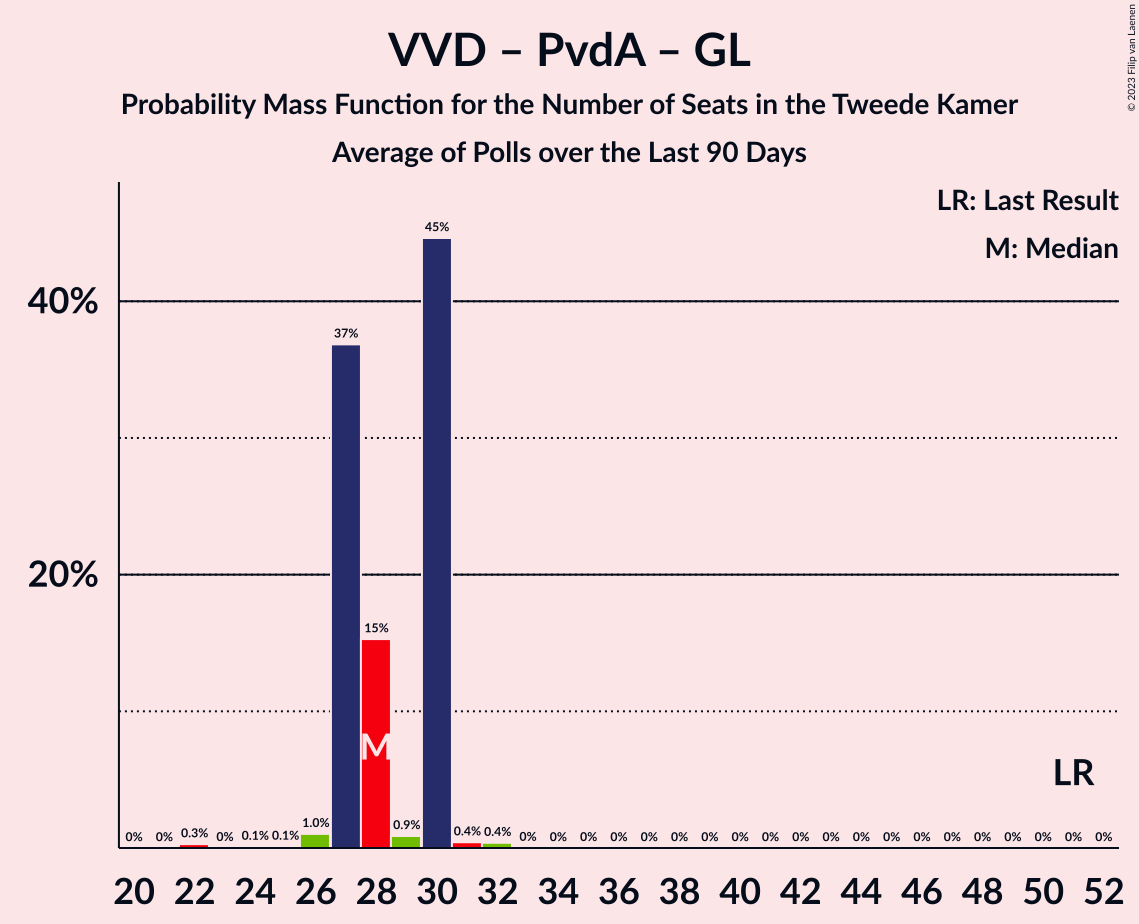 VVD – PvdA – GL
Probability Mass Function for the Number of Seats in the Tweede Kamer
Average of Polls over the Last 90 Days
© 2023 Filip van Laenen
LR: Last Result
M: Median
40%
20%
0% 0% 0.3% 0% 0.1% 0.1% 1.0% 37% 15% 0.9% 45% 0.4% 0.4% 0% 0% 0% 0% 0% 0% 0% 0% 0% 0% 0% 0% 0% 0% 0% 0% 0% 0% 0% 0%
M
LR
20 22 24 26 28 30 32 34 36 38 40 42 44 46 48 50 52